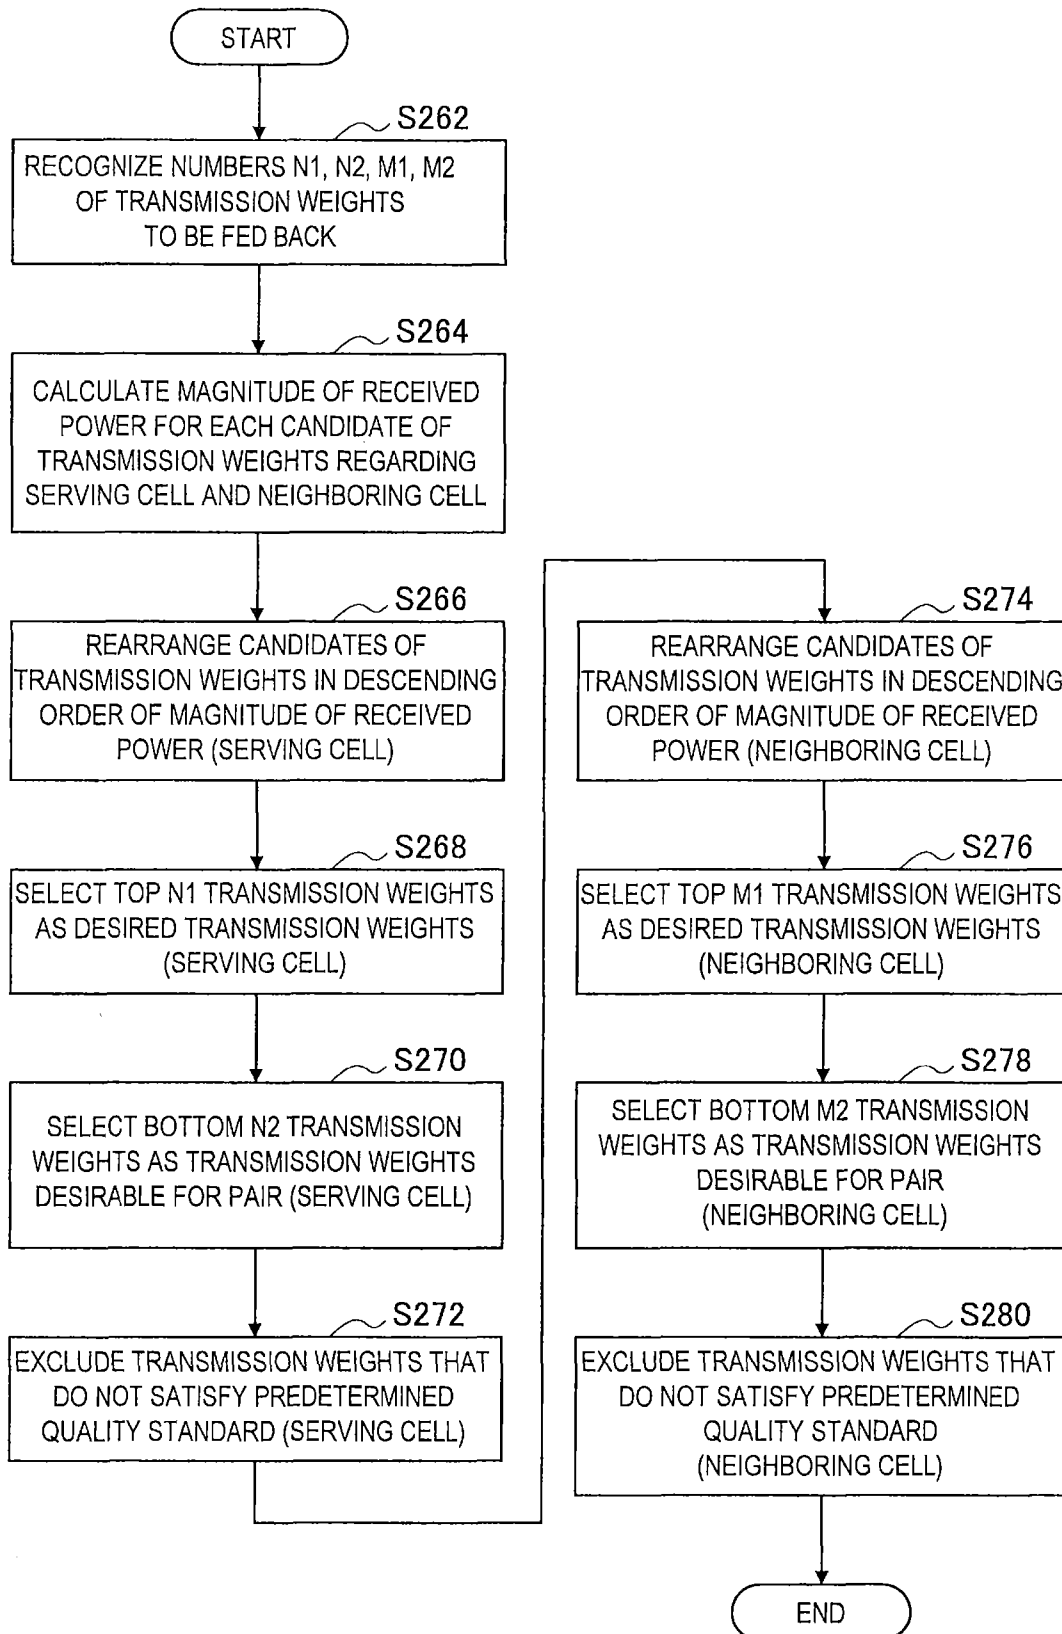 START
S262
RECOGNIZE NUMBERS N1, N2, M1, M2
OF TRANSMISSION WEIGHTS
TO BE FED BACK
S264
CALCULATE MAGNITUDE OF RECEIVED
POWER FOR EACH CANDIDATE OF
TRANSMISSION WEIGHTS REGARDING
SERVING CELL AND NEIGHBORING CELL
S266
REARRANGE CANDIDATES OF
TRANSMISSION WEIGHTS IN DESCENDING
ORDER OF MAGNITUDE OF RECEIVED
POWER (SERVING CELL)
S268
SELECT TOP N1 TRANSMISSION WEIGHTS
AS DESIRED TRANSMISSION WEIGHTS
(SERVING CELL)
S270
SELECT BOTTOM N2 TRANSMISSION
WEIGHTS AS TRANSMISSION WEIGHTS
DESIRABLE FOR PAIR (SERVING CELL)
S272
EXCLUDE TRANSMISSION WEIGHTS THAT
DO NOT SATISFY PREDETERMINED
QUALITY STANDARD (SERVING CELL)
S274
REARRANGE CANDIDATES OF
TRANSMISSION WEIGHTS IN DESCENDING
ORDER OF MAGNITUDE OF RECEIVED
POWER (NEIGHBORING CELL)
S276
SELECT TOP M1 TRANSMISSION WEIGHTS
AS DESIRED TRANSMISSION WEIGHTS
(NEIGHBORING CELL)
S278
SELECT BOTTOM M2 TRANSMISSION
WEIGHTS AS TRANSMISSION WEIGHTS
DESIRABLE FOR PAIR
(NEIGHBORING CELL)
S280
EXCLUDE TRANSMISSION WEIGHTS THAT
DO NOT SATISFY PREDETERMINED
QUALITY STANDARD
(NEIGHBORING CELL)
END